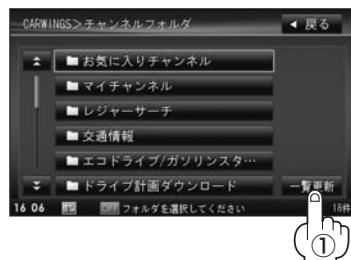 CARWINGS>チャンネルフォルダ
◀ 戻る
お気に入りチャンネル
マイチャンネル
レジャーサーチ
交通情報
エコドライブ/ガソリンスタ…
ドライブ計画ダウンロード
一覧更新
16 06
フォルダを選択してください
18件
①